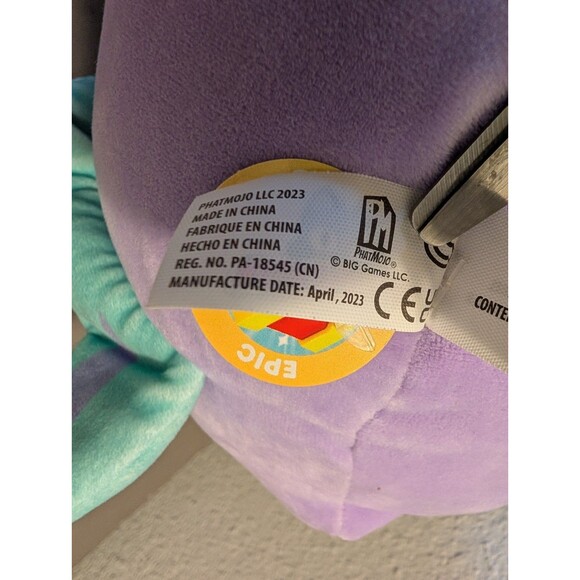 PHATMOJO LLC 2023
MADE IN CHINA
FABRIQUE EN CHINA
HECHO EN CHINA
REG. NO. PA-18545 (CN)
MANUFACTURE DATE: April, 2023
PM
PHATMOJO®
© BIG Games LLC.
CE
EPIC